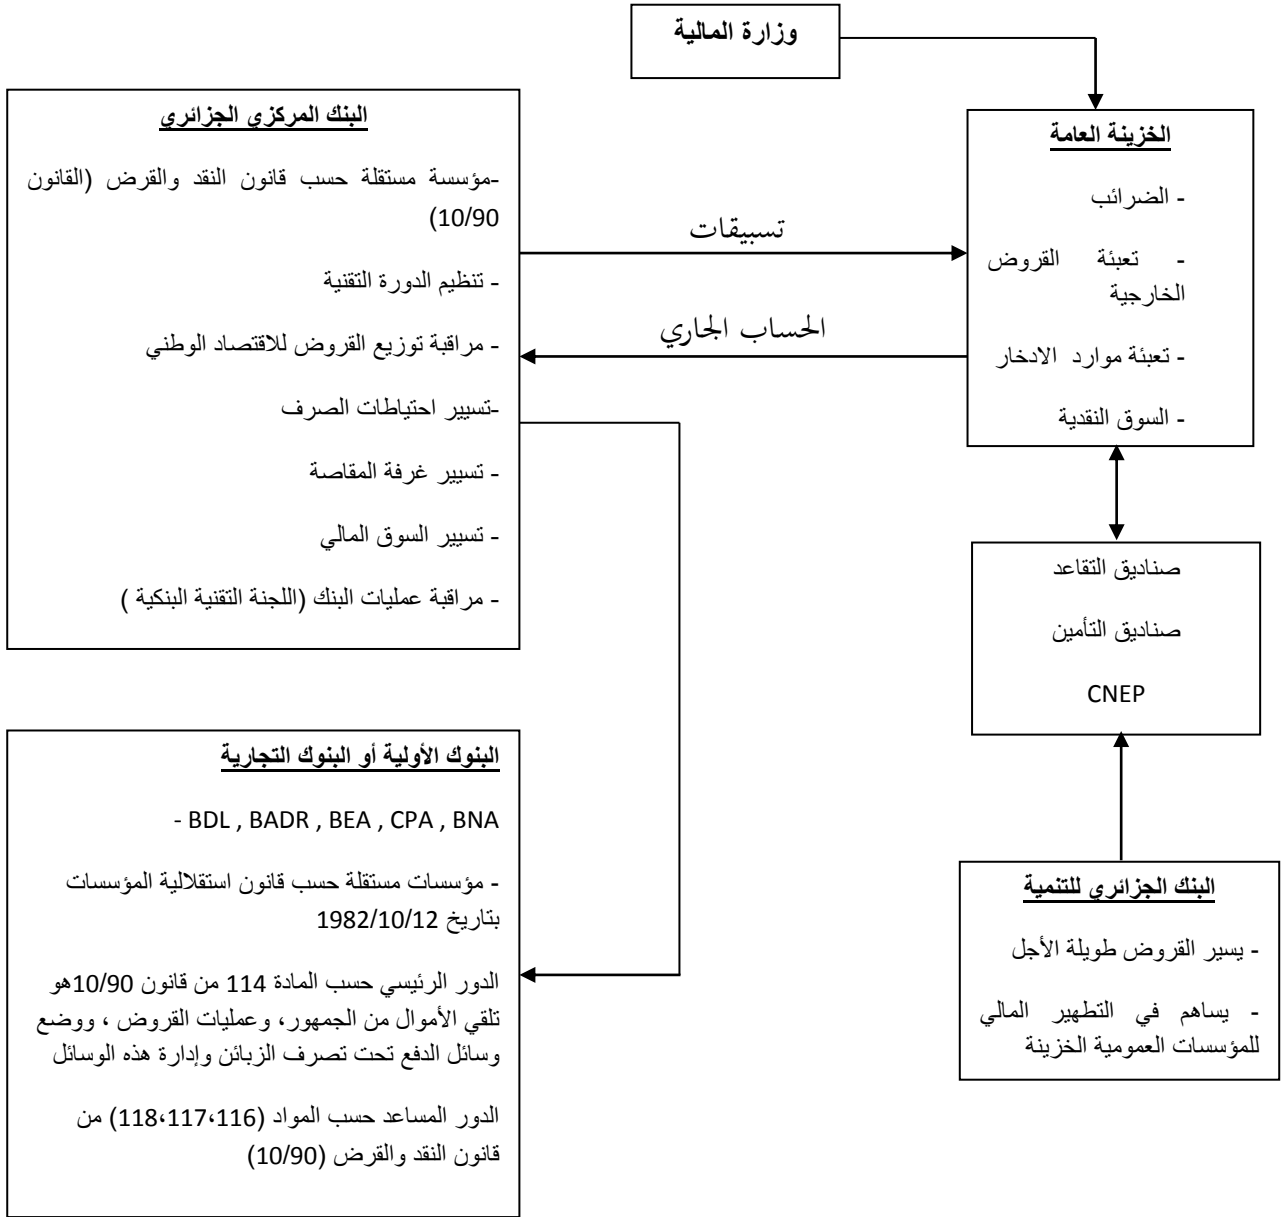 وزارة المالية
البنك المركزي الجزائري
-مؤسسة مستقلة حسب قانون النقد والقرض (القانون
10/90)
- تنظيم الدورة التقنية
- مراقبة توزيع القروض للاقتصاد الوطني
-تسيير احتياطات الصرف
- تسيير غرفة المقاصة
- تسيير السوق المالي
- مراقبة عمليات البنك (اللجنة التقنية البنكية )
تسبيقات
الحساب الجاري
الخزينة العامة
- الضرائب
- تعبئة القروض
الخارجية
- تعبئة موارد الادخار
- السوق النقدية
صناديق التقاعد
صناديق التأمين
CNEP
البنوك الأولية أو البنوك التجارية
- BDL , BADR , BEA , CPA , BNA
- مؤسسات مستقلة حسب قانون استقلالية المؤسسات
بتاريخ 1982/10/12
الدور الرئيسي حسب المادة 114 من قانون 10/90هو
تلقي الأموال من الجمهور، وعمليات القروض ، ووضع
وسائل الدفع تحت تصرف الزبائن وإدارة هذه الوسائل
الدور المساعد حسب المواد (116،117،118) من
قانون النقد والقرض (10/90)
البنك الجزائري للتنمية
- يسير القروض طويلة الأجل
- يساهم في التطهير المالي
للمؤسسات العمومية الخزينة